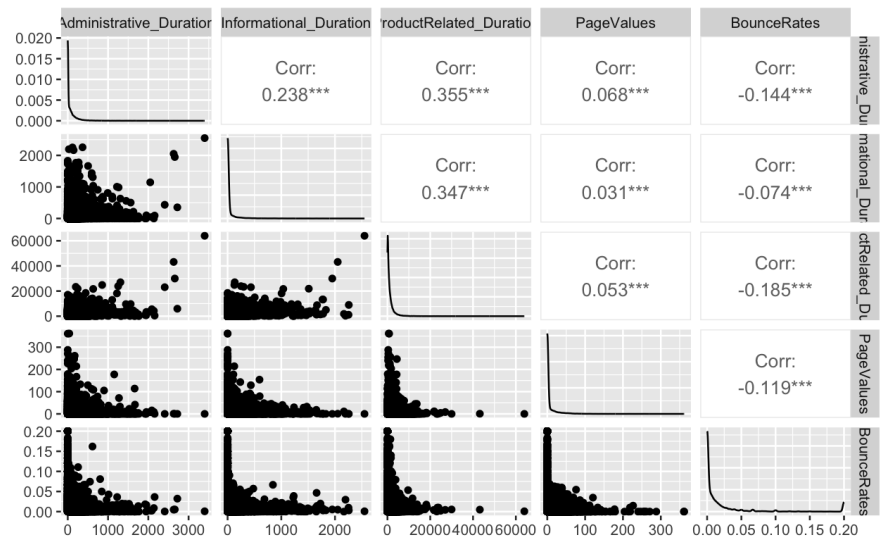 Administrative_Duration Informational_Duration ProductRelated_Duratio PageValues BounceRates
0.020
0.015
0.010
0.005
0.000
Corr:
0.238***
Corr:
0.355***
Corr:
0.068***
Corr:
-0.144***
nistrative_Du
2000
1000
0
Corr:
0.347***
Corr:
0.031***
Corr:
-0.074***
mational_Dur
60000
40000
20000
0
Corr:
0.053***
Corr:
-0.185***
ctRelated_Du
300
200
100
0
Corr:
-0.119***
PageValues
0.20
0.15
0.10
0.05
0.00
BounceRates
0 1000 2000 3000 0 1000 2000 0 20000 40000 60000 0 100 200 300 0.00 0.05 0.10 0.15 0.20